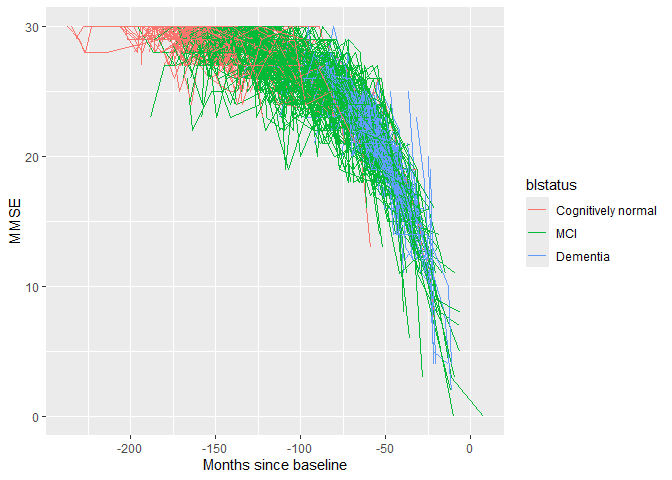 30
20
10
0
MMSE
-200
-150
-100
-50
0
Months since baseline
blstatus
Cognitively normal
MCI
Dementia